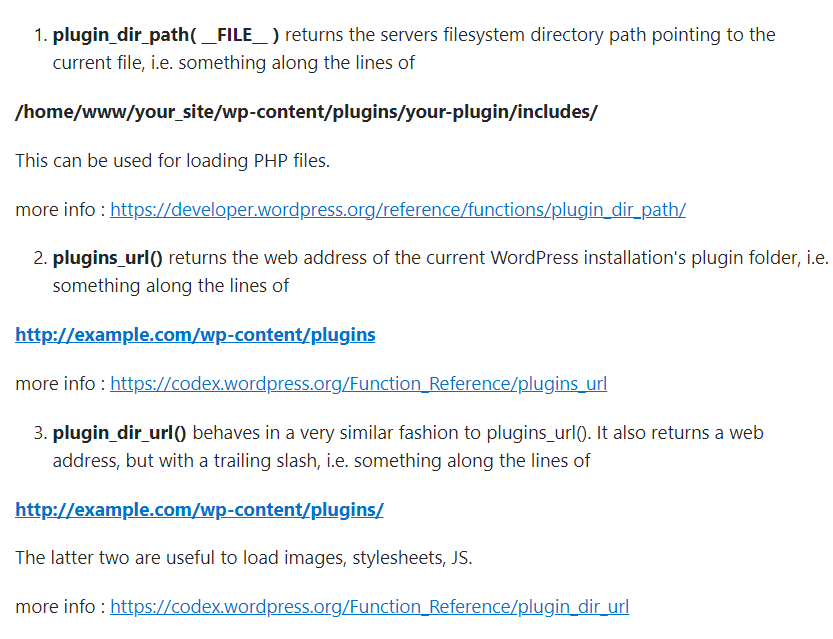 1. plugin_dir_path( __FILE__ ) returns the servers filesystem directory path pointing to the
current file, i.e. something along the lines of
/home/www/your_site/wp-content/plugins/your-plugin/includes/
This can be used for loading PHP files.
more info : https://developer.wordpress.org/reference/functions/plugin_dir_path/
2. plugins_url() returns the web address of the current WordPress installation's plugin folder, i.e.
something along the lines of
http://example.com/wp-content/plugins
more info : https://codex.wordpress.org/Function_Reference/plugins_url
3. plugin_dir_url() behaves in a very similar fashion to plugins_url(). It also returns a web
address, but with a trailing slash, i.e. something along the lines of
http://example.com/wp-content/plugins/
The latter two are useful to load images, stylesheets, JS.
more info : https://codex.wordpress.org/Function_Reference/plugin_dir_url